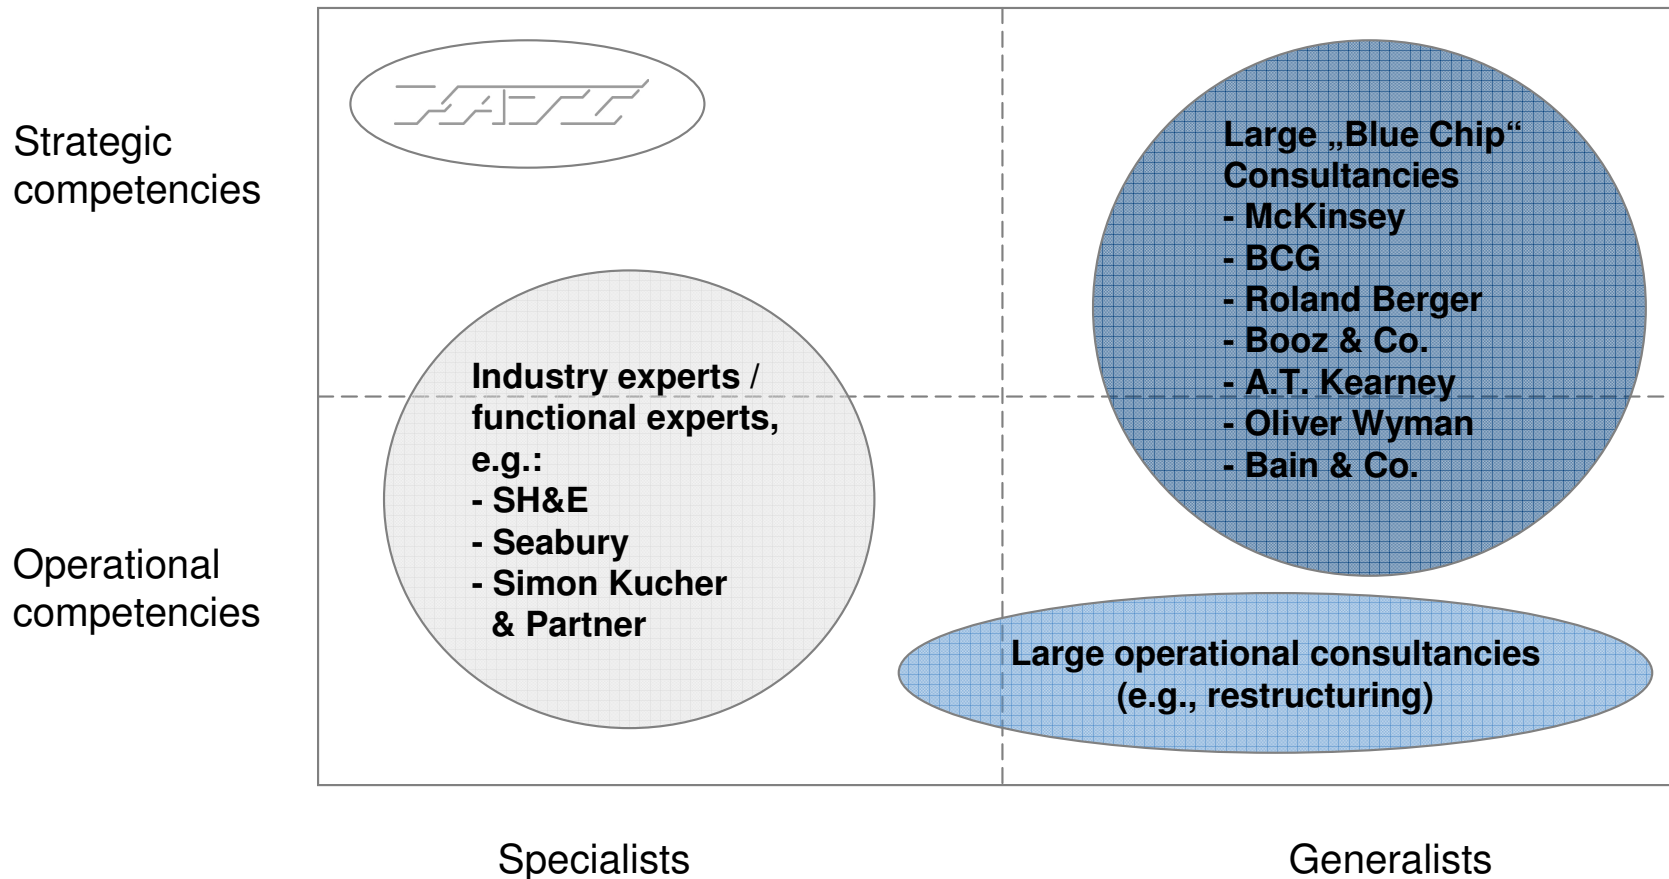 Strategic
competencies
Large „Blue Chip“
Consultancies
- McKinsey
- BCG
- Roland Berger
- Booz & Co.
- A.T. Kearney
- Oliver Wyman
- Bain & Co.
Industry experts /
functional experts,
e.g.:
- SH&E
- Seabury
- Simon Kucher
& Partner
Operational
competencies
Large operational consultancies
(e.g., restructuring)
Specialists
Generalists